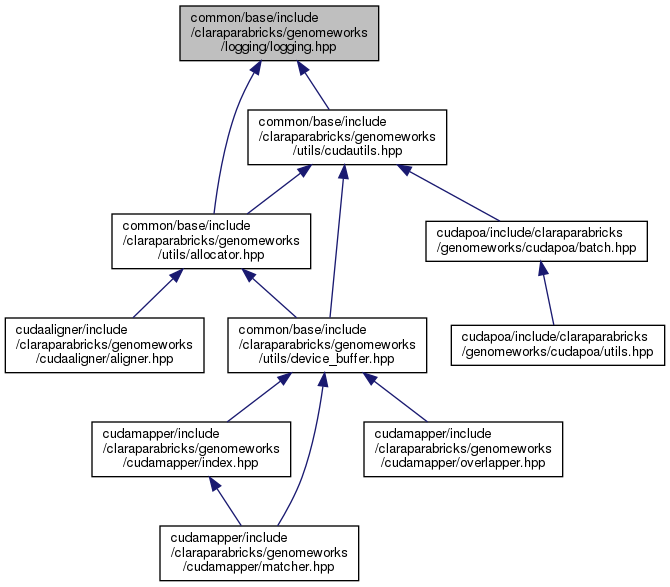 common/base/include
/claraparabricks/genomeworks
/logging/logging.hpp
common/base/include
/claraparabricks/genomeworks
/utils/cudautils.hpp
common/base/include
/claraparabricks/genomeworks
/utils/allocator.hpp
cudapoa/include/claraparabricks
/genomeworks/cudapoa/batch.hpp
cudaaligner/include
/claraparabricks/genomeworks
/cudaaligner/aligner.hpp
common/base/include
/claraparabricks/genomeworks
/utils/device_buffer.hpp
cudapoa/include/claraparabricks
/genomeworks/cudapoa/utils.hpp
cudamapper/include
/claraparabricks/genomeworks
/cudamapper/index.hpp
cudamapper/include
/claraparabricks/genomeworks
/cudamapper/overlapper.hpp
cudamapper/include
/claraparabricks/genomeworks
/cudamapper/matcher.hpp